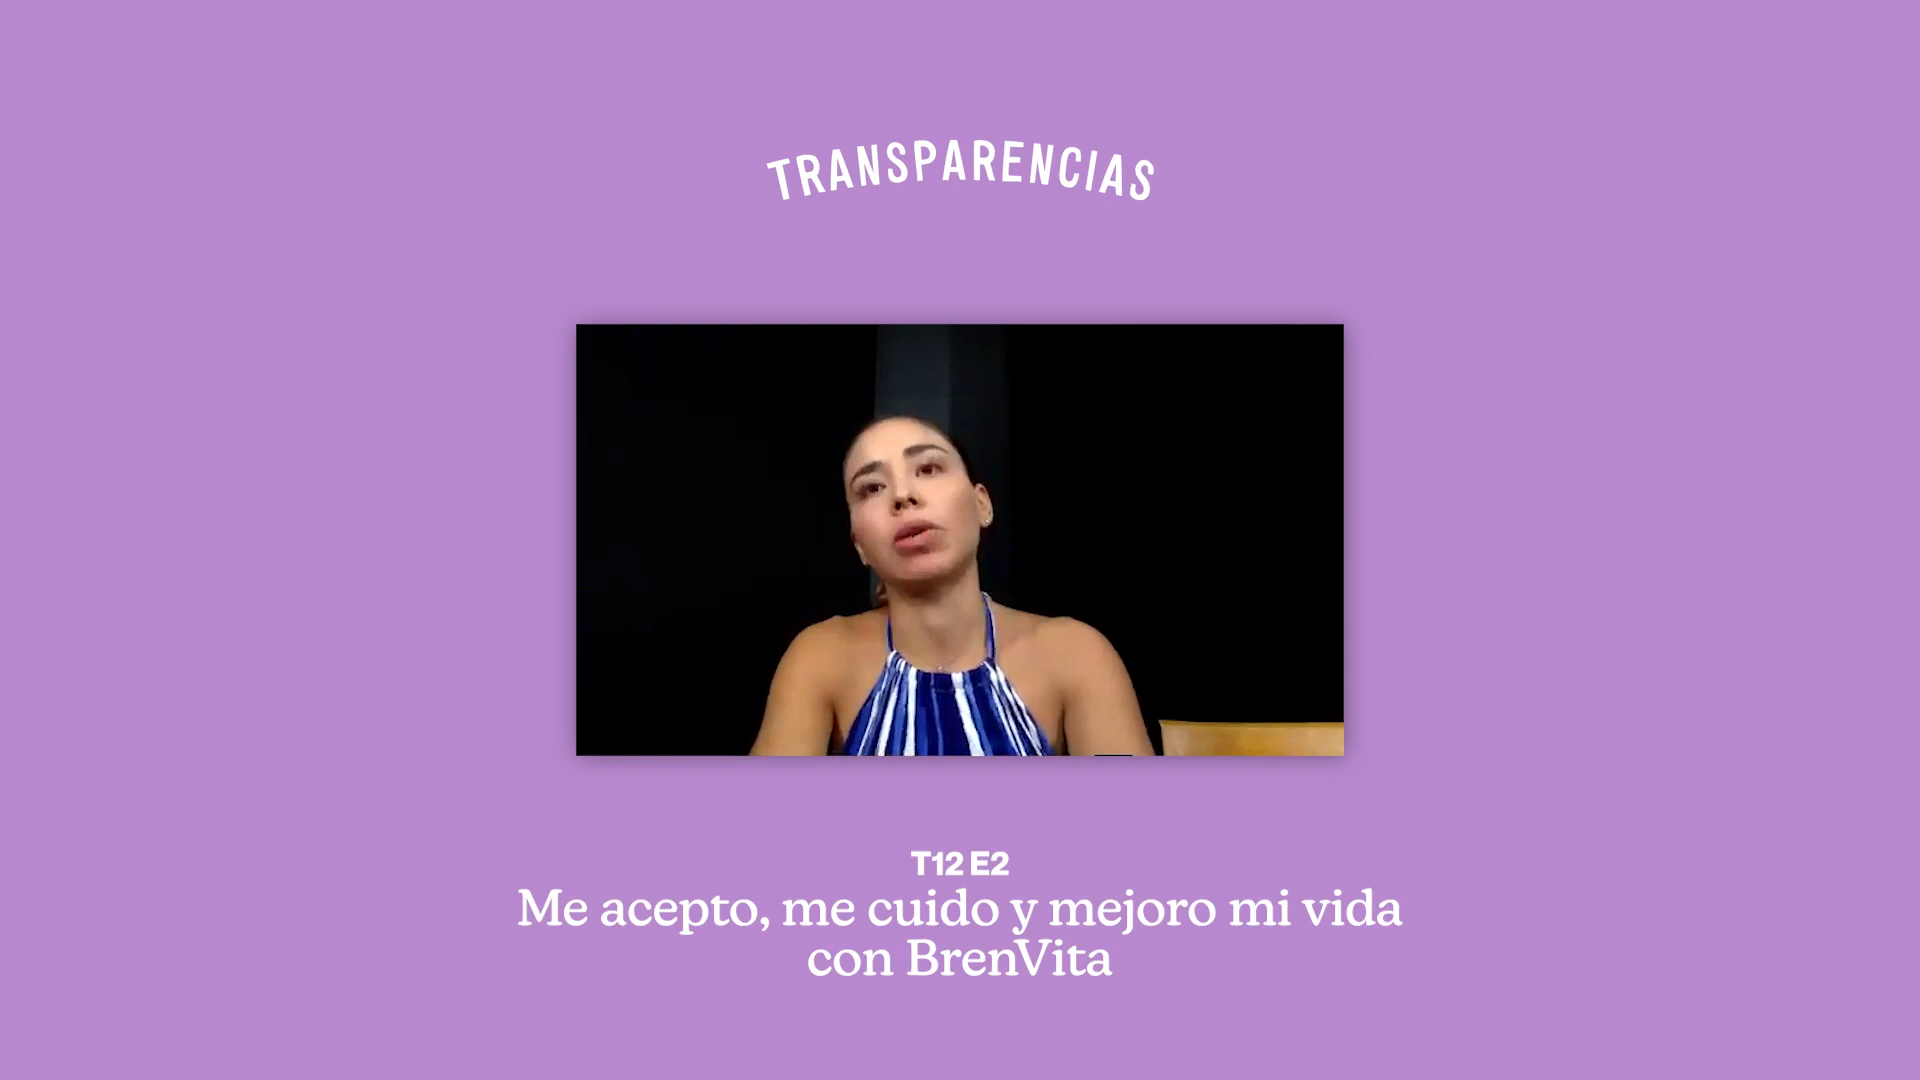 TRANSPARENCIAS
T12 E2
Me acepto, me cuido y mejoro mi vida
con BrenVita